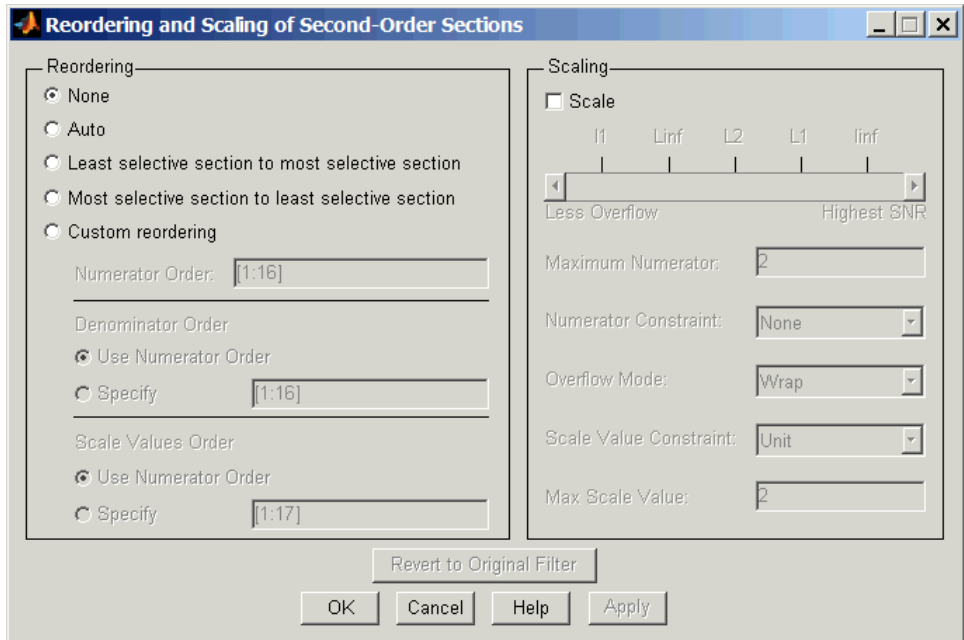 Reordering and Scaling of Second-Order Sections
Reordering
None
Auto
Least selective section to most selective section
Most selective section to least selective section
Custom reordering
Numerator Order: [1:16]
Denominator Order
Use Numerator Order
Specify [1:16]
Scale Values Order
Use Numerator Order
Specify [1:17]
Scaling
Scale
l1 Linf L2 L1 linf
Less Overflow Highest SNR
Maximum Numerator: 2
Numerator Constraint: None
Overflow Mode: Wrap
Scale Value Constraint: Unit
Max Scale Value: 2
Revert to Original Filter
OK Cancel Help Apply